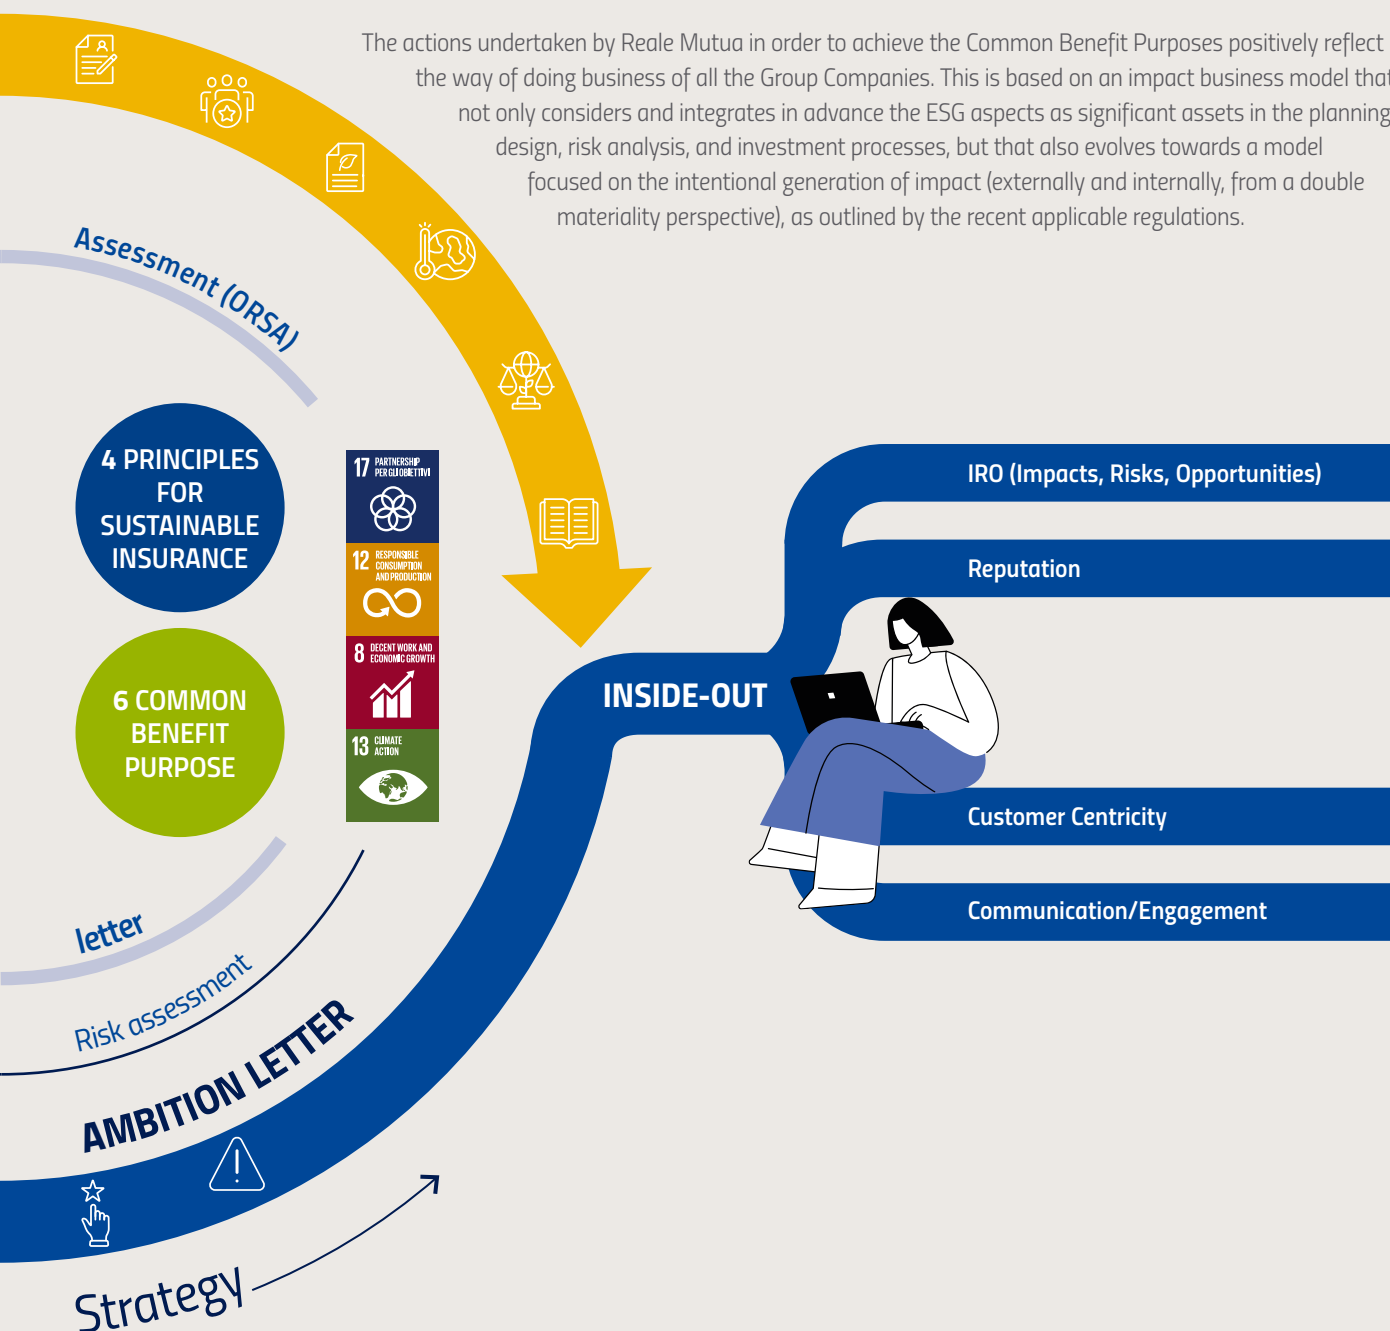 The actions undertaken by Reale Mutua in order to achieve the Common Benefit Purposes positively reflect
the way of doing business of all the Group Companies. This is based on an impact business model that
not only considers and integrates in advance the ESG aspects as significant assets in the planning
design, risk analysis, and investment processes, but that also evolves towards a model
focused on the intentional generation of impact (externally and internally, from a double
materiality perspective), as outlined by the recent applicable regulations.
Assessment (ORSA)
4 PRINCIPLES
FOR
SUSTAINABLE
INSURANCE
17 PARTNERSHIP
PER GLI OBIETTIVI
12 RESPONSIBLE
CONSUMPTION
AND PRODUCTION
8 DECENT WORK AND
ECONOMIC GROWTH
13 CLIMATE
ACTION
6 COMMON
BENEFIT
PURPOSE
INSIDE-OUT
IRO (Impacts, Risks, Opportunities)
Reputation
Customer Centricity
Communication/Engagement
letter
Risk assessment
AMBITION LETTER
Strategy